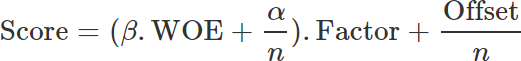 Score = (β.WOE + α/n).Factor + Offset/n